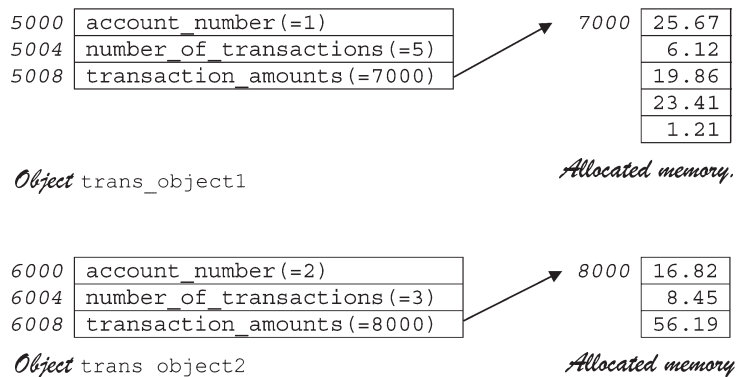 5000 account_number(=1) 7000 25.67
5004 number_of_transactions(=5) 6.12
5008 transaction_amounts(=7000) 19.86
23.41
1.21
Object trans_object1 Allocated memory.
6000 account_number(=2) 8000 16.82
6004 number_of_transactions(=3) 8.45
6008 transaction_amounts(=8000) 56.19
Object trans object2 Allocated memory